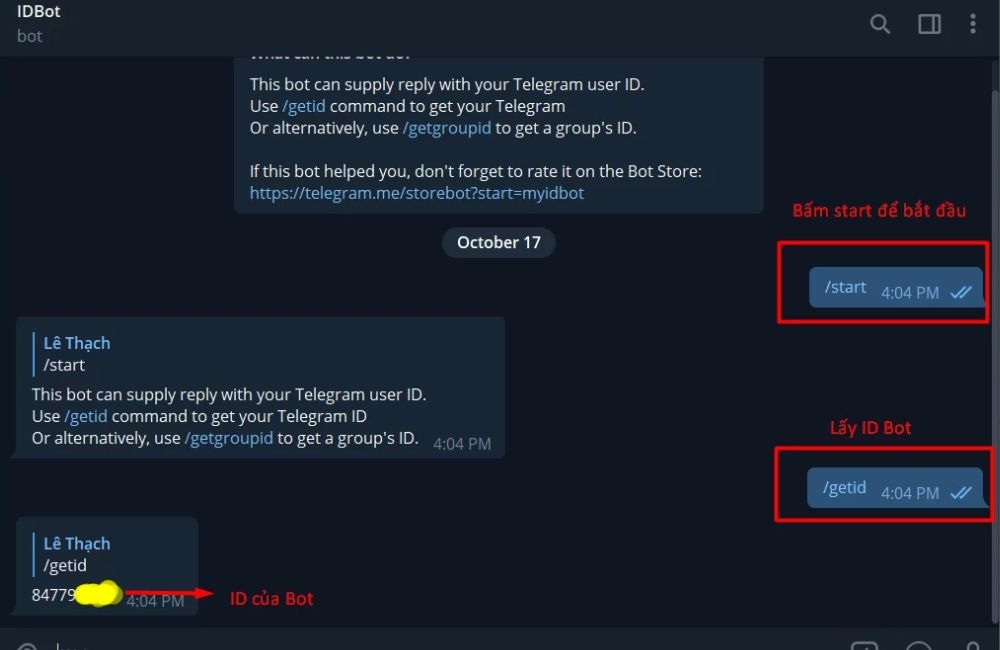 IDBot
bot
What can this bot do?
This bot can supply reply with your Telegram user ID.
Use /getid command to get your Telegram
Or alternatively, use /getgroupid to get a group's ID.
If this bot helped you, don't forget to rate it on the Bot Store:
https://telegram.me/storebot?start=myidbot
October 17
Bấm start để bắt đầu
/start 4:04 PM
Lê Thạch
/start
This bot can supply reply with your Telegram user ID.
Use /getid command to get your Telegram ID
Or alternatively, use /getgroupid to get a group's ID. 4:04 PM
Lấy ID Bot
/getid 4:04 PM
Lê Thạch
/getid
84779 4:04 PM
ID của Bot